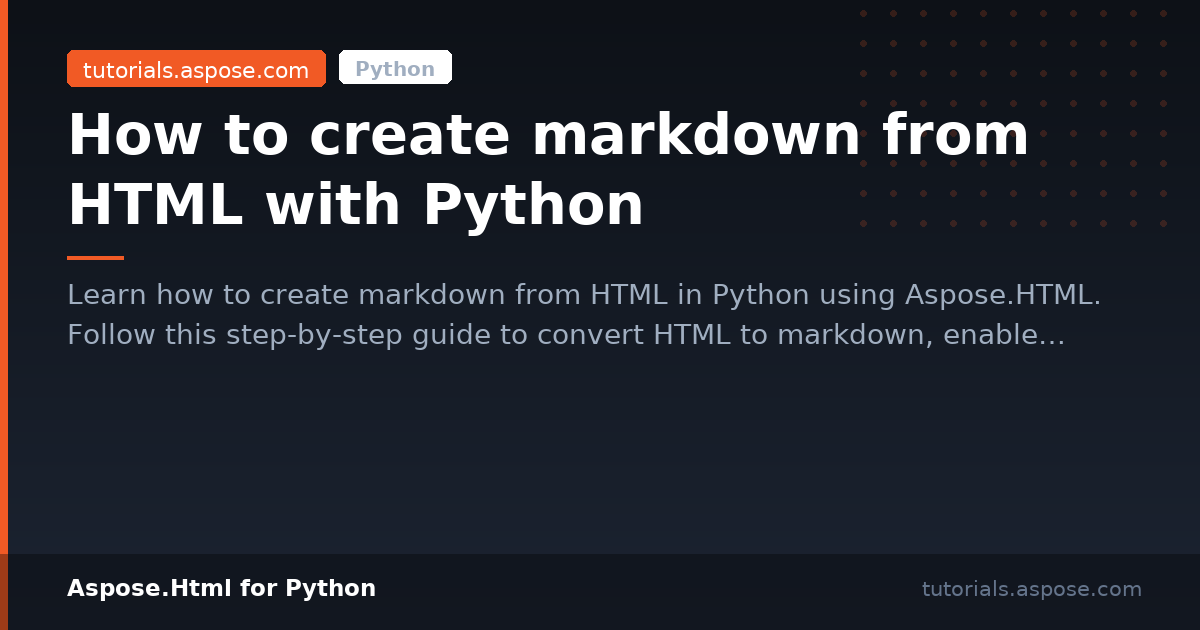 tutorials.aspose.com
Python
How to create markdown from
HTML with Python
Learn how to create markdown from HTML in Python using Aspose.HTML.
Follow this step-by-step guide to convert HTML to markdown, enable...
Aspose.Html for Python
tutorials.aspose.com